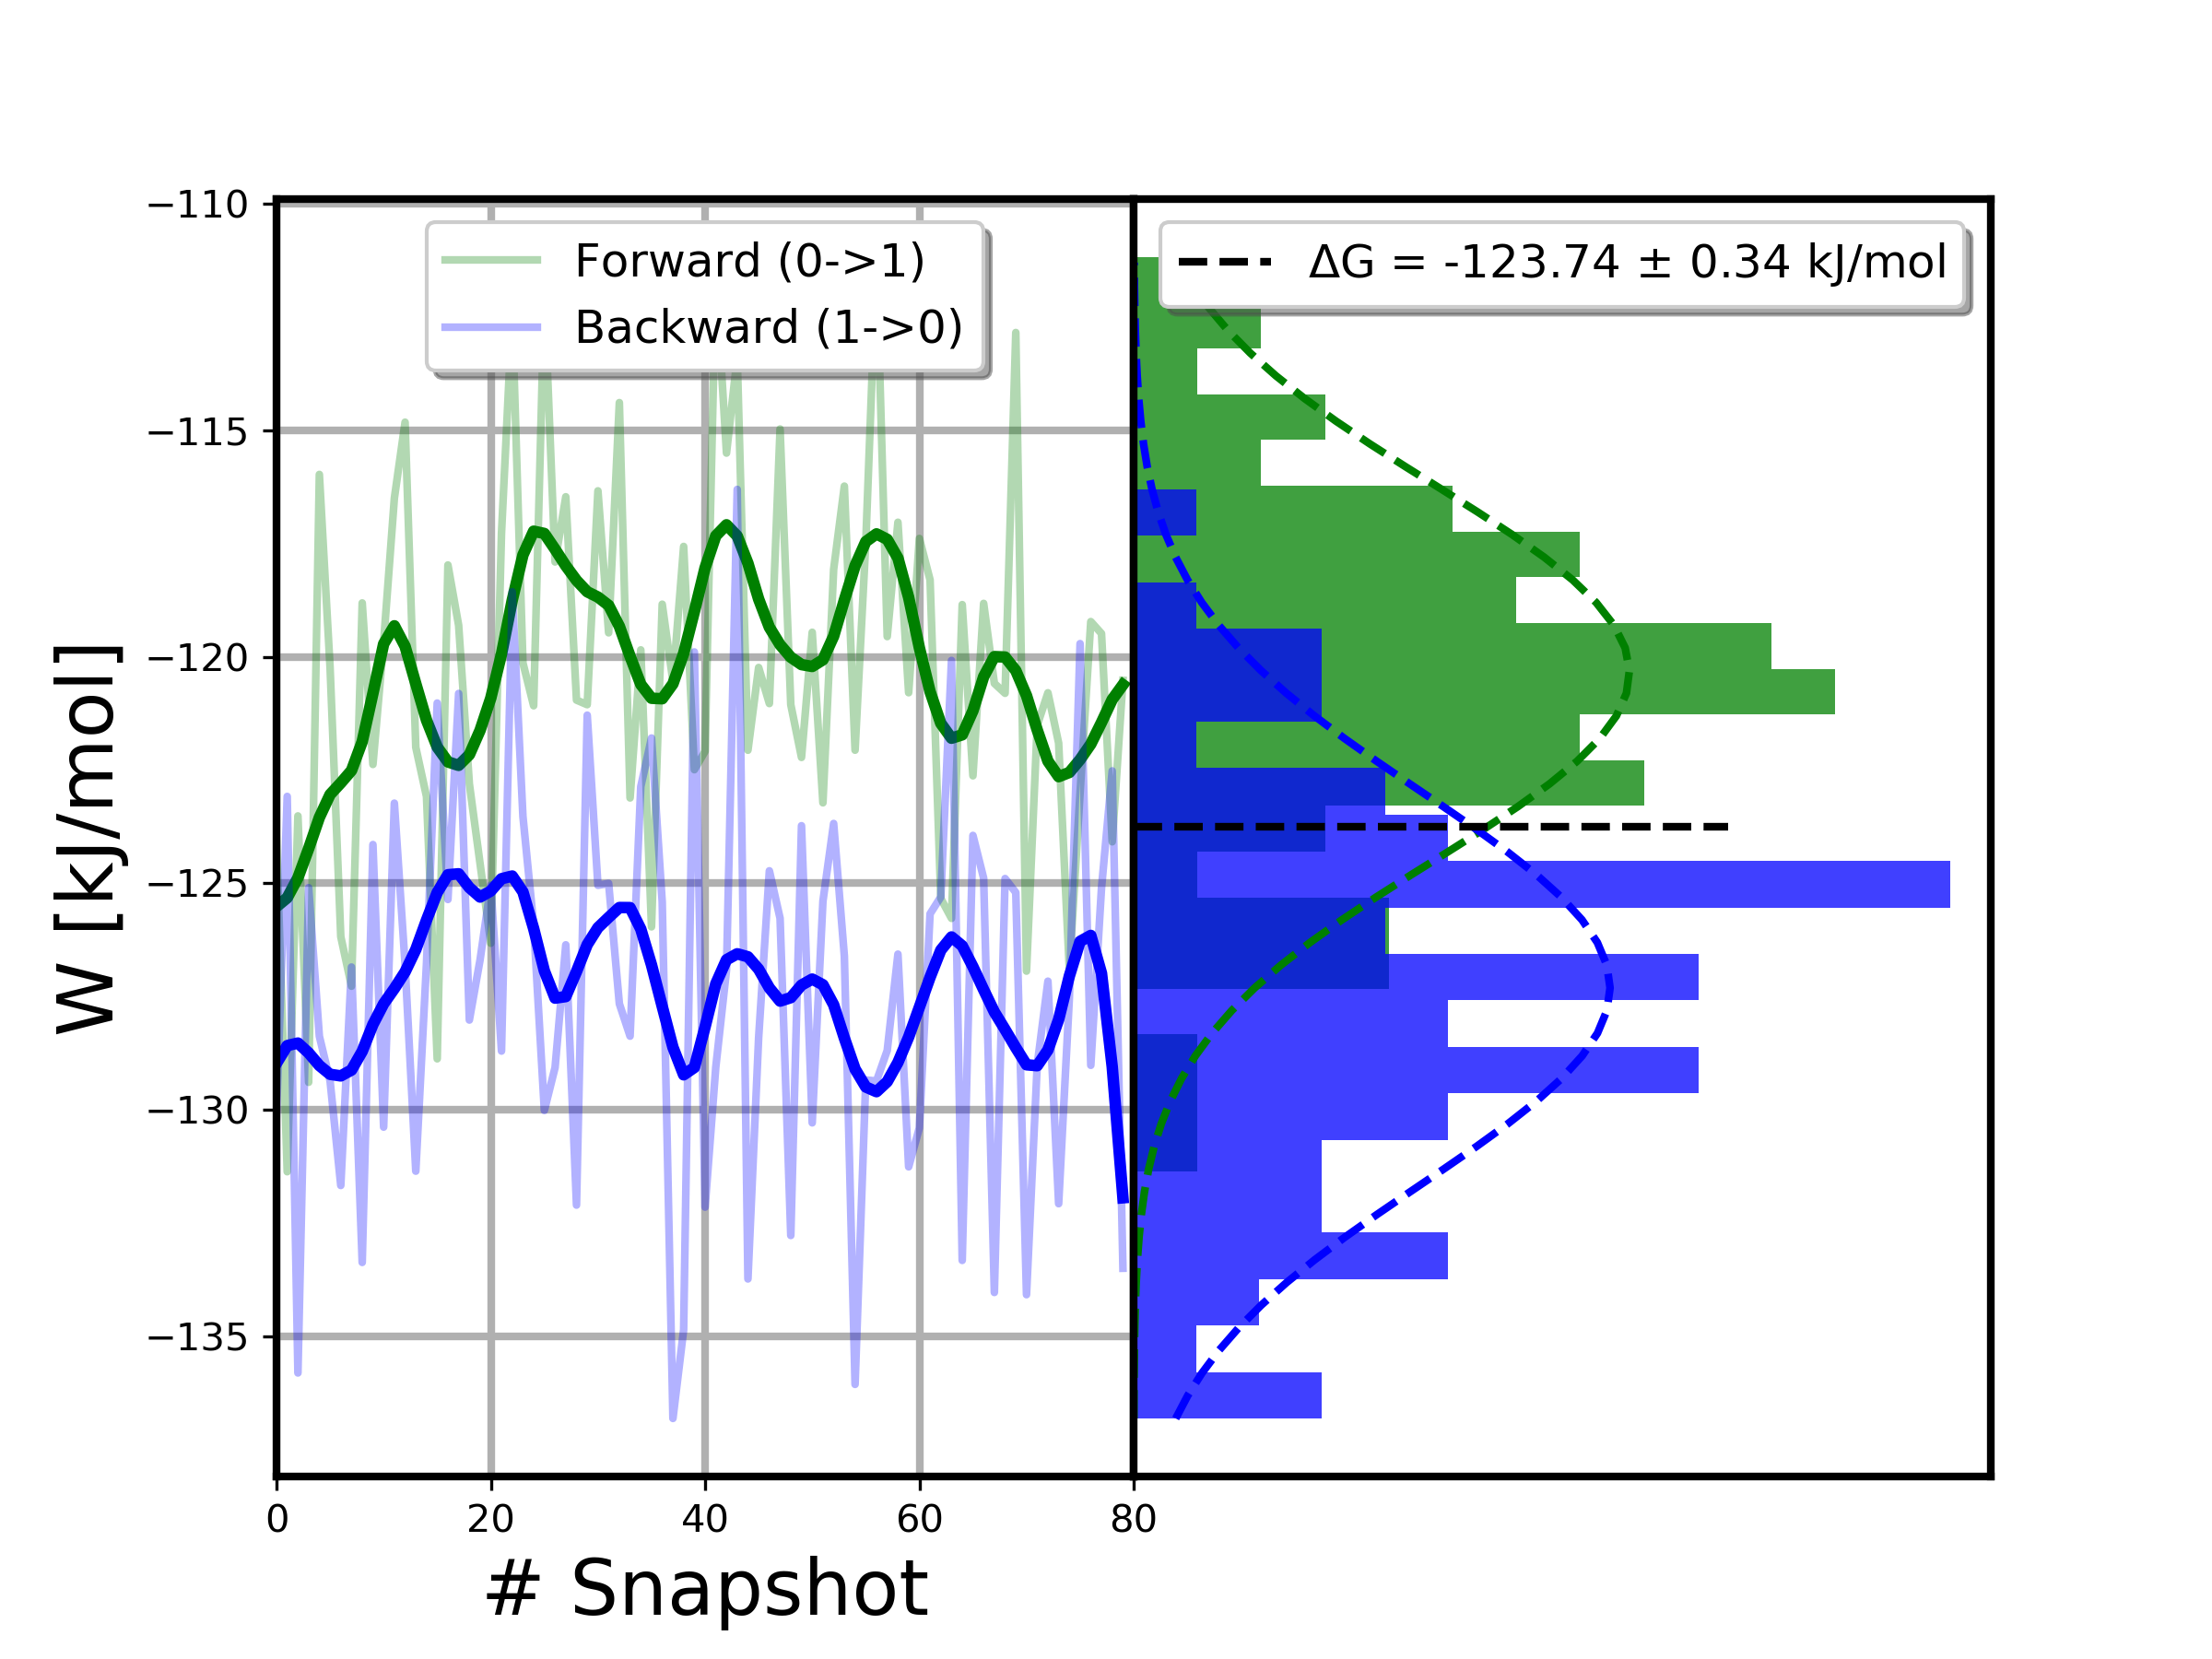 Forward (0->1)
Backward (1->0)
ΔG = -123.74 ± 0.34 kJ/mol
W [kJ/mol]
−110
−115
−120
−125
−130
−135
0 20 40 60 80
# Snapshot